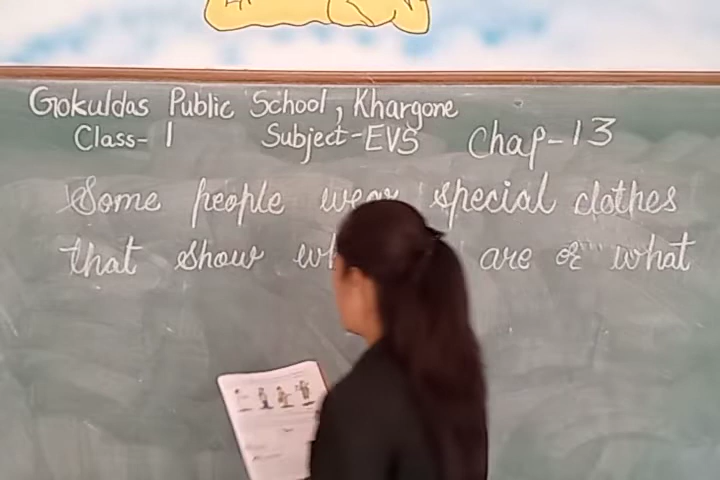 Gokuldas Public School, Khargone
Class- 1 Subject-EVS Chap-13
Some people wear special clothes
that show are or what